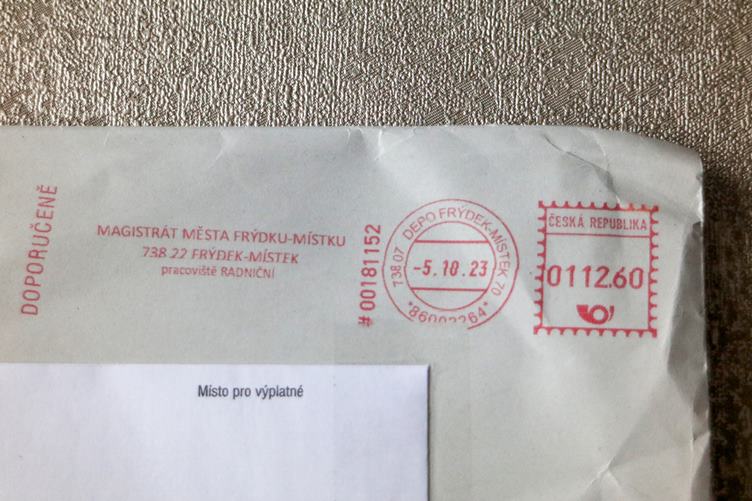 DOPORUČENĚ
MAGISTRÁT MĚSTA FRÝDKU-MÍSTKU
738 22 FRÝDEK-MÍSTEK
pracoviště RADNIČNÍ
# 00181152
738 07 DEPO FRÝDEK-MÍSTEK 70
-5.10.23
ČESKÁ REPUBLIKA
0112.60
Místo pro výplatné